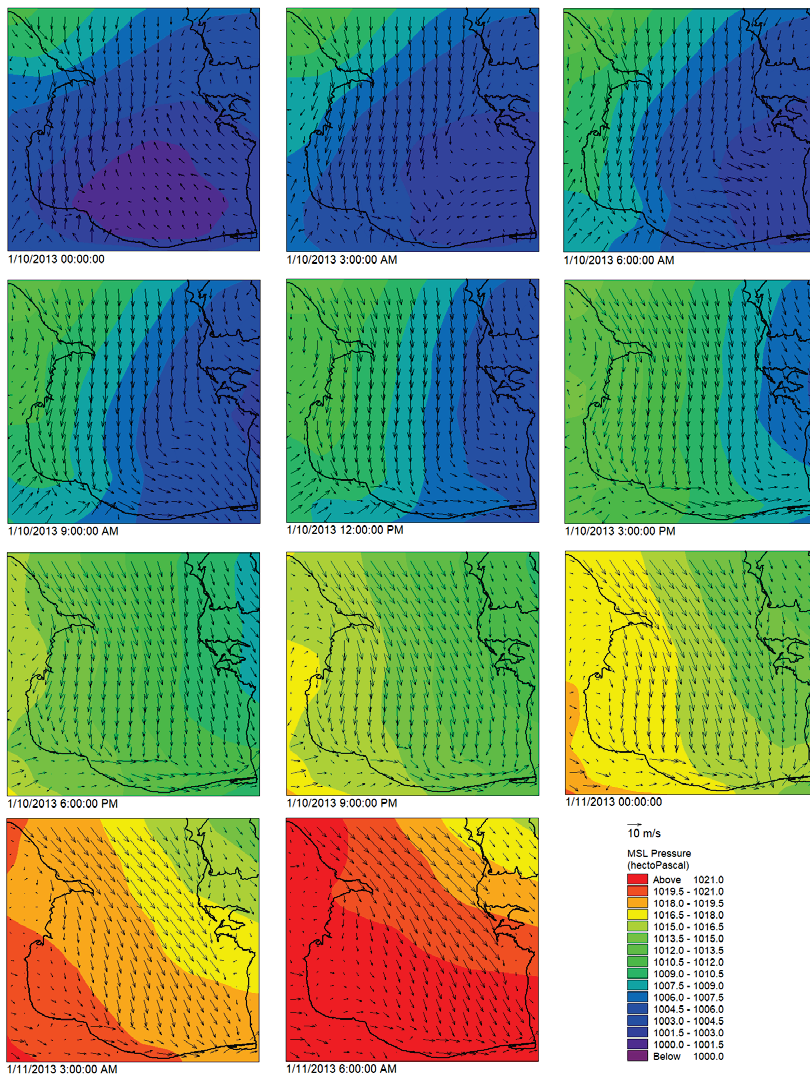 1/10/2013 00:00:00
1/10/2013 3:00:00 AM
1/10/2013 6:00:00 AM
1/10/2013 9:00:00 AM
1/10/2013 12:00:00 PM
1/10/2013 3:00:00 PM
1/10/2013 6:00:00 PM
1/10/2013 9:00:00 PM
1/11/2013 00:00:00
1/11/2013 3:00:00 AM
1/11/2013 6:00:00 AM
10 m/s
MSL Pressure
(hectoPascal)
Above 1021.0
1019.5 - 1021.0
1018.0 - 1019.5
1016.5 - 1018.0
1015.0 - 1016.5
1013.5 - 1015.0
1012.0 - 1013.5
1010.5 - 1012.0
1009.0 - 1010.5
1007.5 - 1009.0
1006.0 - 1007.5
1004.5 - 1006.0
1003.0 - 1004.5
1001.5 - 1003.0
1000.0 - 1001.5
Below 1000.0